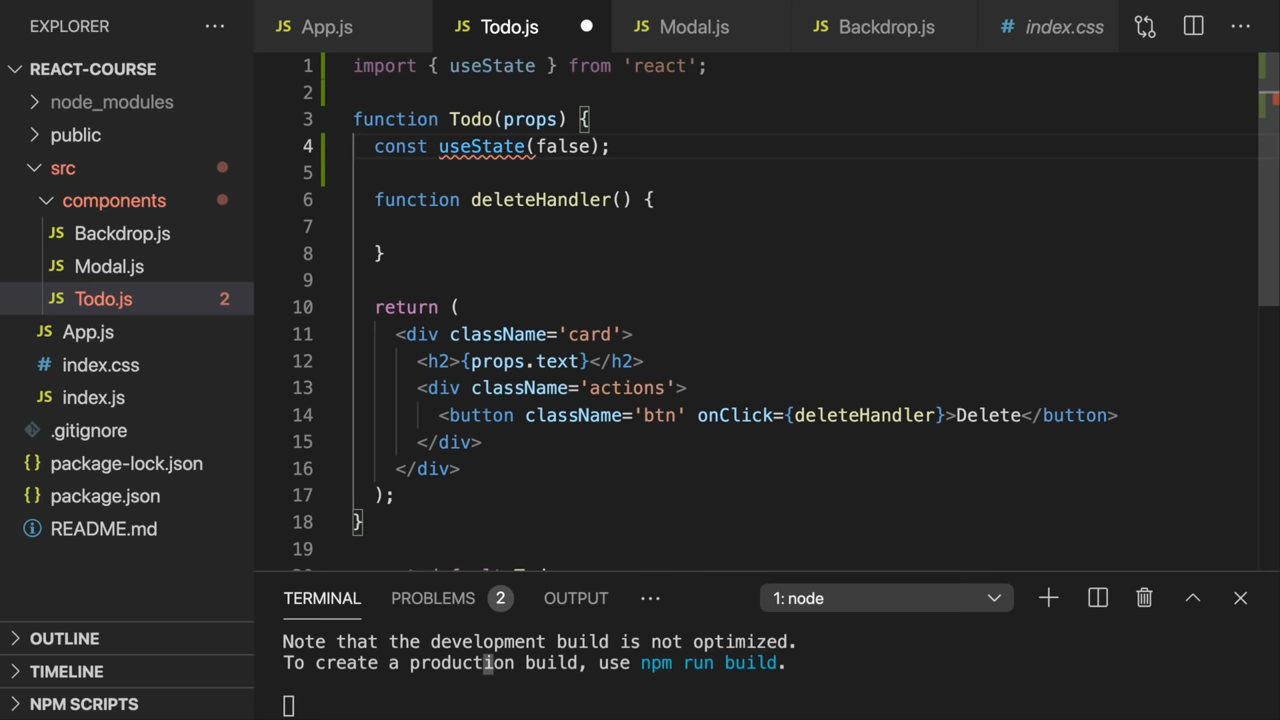 EXPLORER ···
JS App.js JS Todo.js JS Modal.js JS Backdrop.js # index.css ···
REACT-COURSE
node_modules
public
src
components
JS Backdrop.js
JS Modal.js
JS Todo.js 2
JS App.js
# index.css
JS index.js
.gitignore
{} package-lock.json
{} package.json
README.md
OUTLINE
TIMELINE
NPM SCRIPTS
1 import { useState } from 'react';
2
3 function Todo(props) {
4 const useState(false);
5
6 function deleteHandler() {
7
8 }
9
10 return (
11 <div className='card'>
12 <h2>{props.text}</h2>
13 <div className='actions'>
14 <button className='btn' onClick={deleteHandler}>Delete</button>
15 </div>
16 </div>
17 );
18 }
19
TERMINAL PROBLEMS 2 OUTPUT ··· 1: node
Note that the development build is not optimized.
To create a production build, use npm run build.